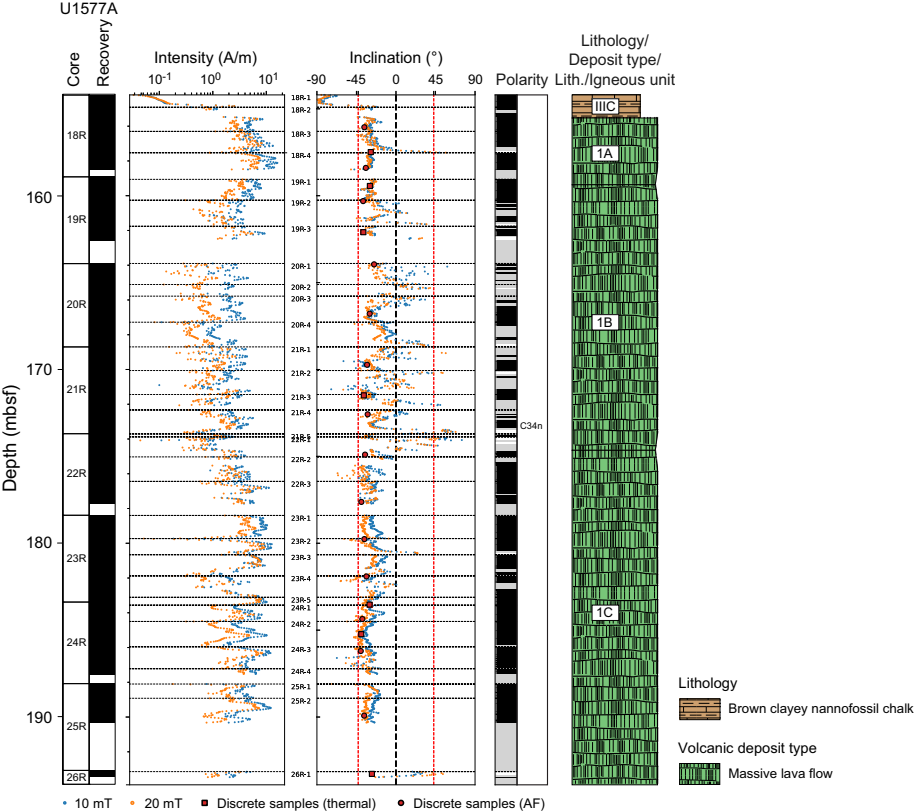 U1577A
Core
Recovery
Intensity (A/m)
10-1 100 101
Inclination (°)
-90 -45 0 45 90
Polarity
Lithology/
Deposit type/
Lith./Igneous unit
Depth (mbsf)
160
170
180
190
18R
19R
20R
21R
22R
23R
24R
25R
26R
18R-1
18R-2
18R-3
18R-4
19R-1
19R-2
19R-3
20R-1
20R-2
20R-3
20R-4
21R-1
21R-2
21R-3
21R-4
22R-2
22R-3
23R-1
23R-2
23R-3
23R-4
23R-5
24R-1
24R-2
24R-3
24R-4
25R-1
25R-2
26R-1
C34n
IIIC
1A
1B
1C
Lithology
Brown clayey nannofossil chalk
Volcanic deposit type
Massive lava flow
10 mT 20 mT Discrete samples (thermal) Discrete samples (AF)